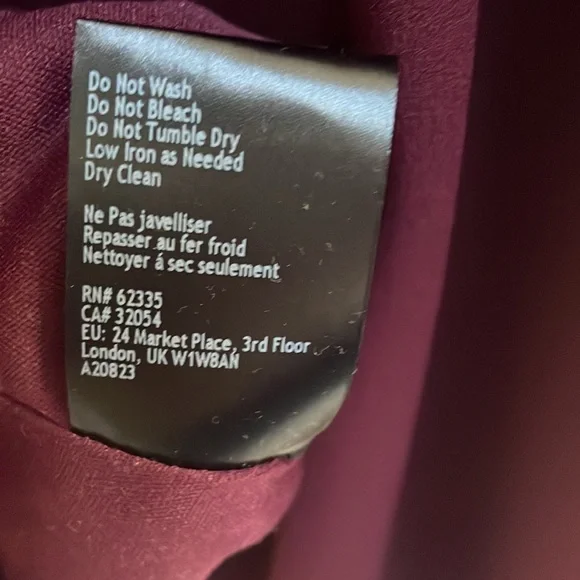 Do Not Wash
Do Not Bleach
Do Not Tumble Dry
Low Iron as Needed
Dry Clean
Ne Pas javelliser
Repasser au fer froid
Nettoyer á sec seulement
RN# 62335
CA# 32054
EU: 24 Market Place, 3rd Floor
London, UK W1W8AN
A20823